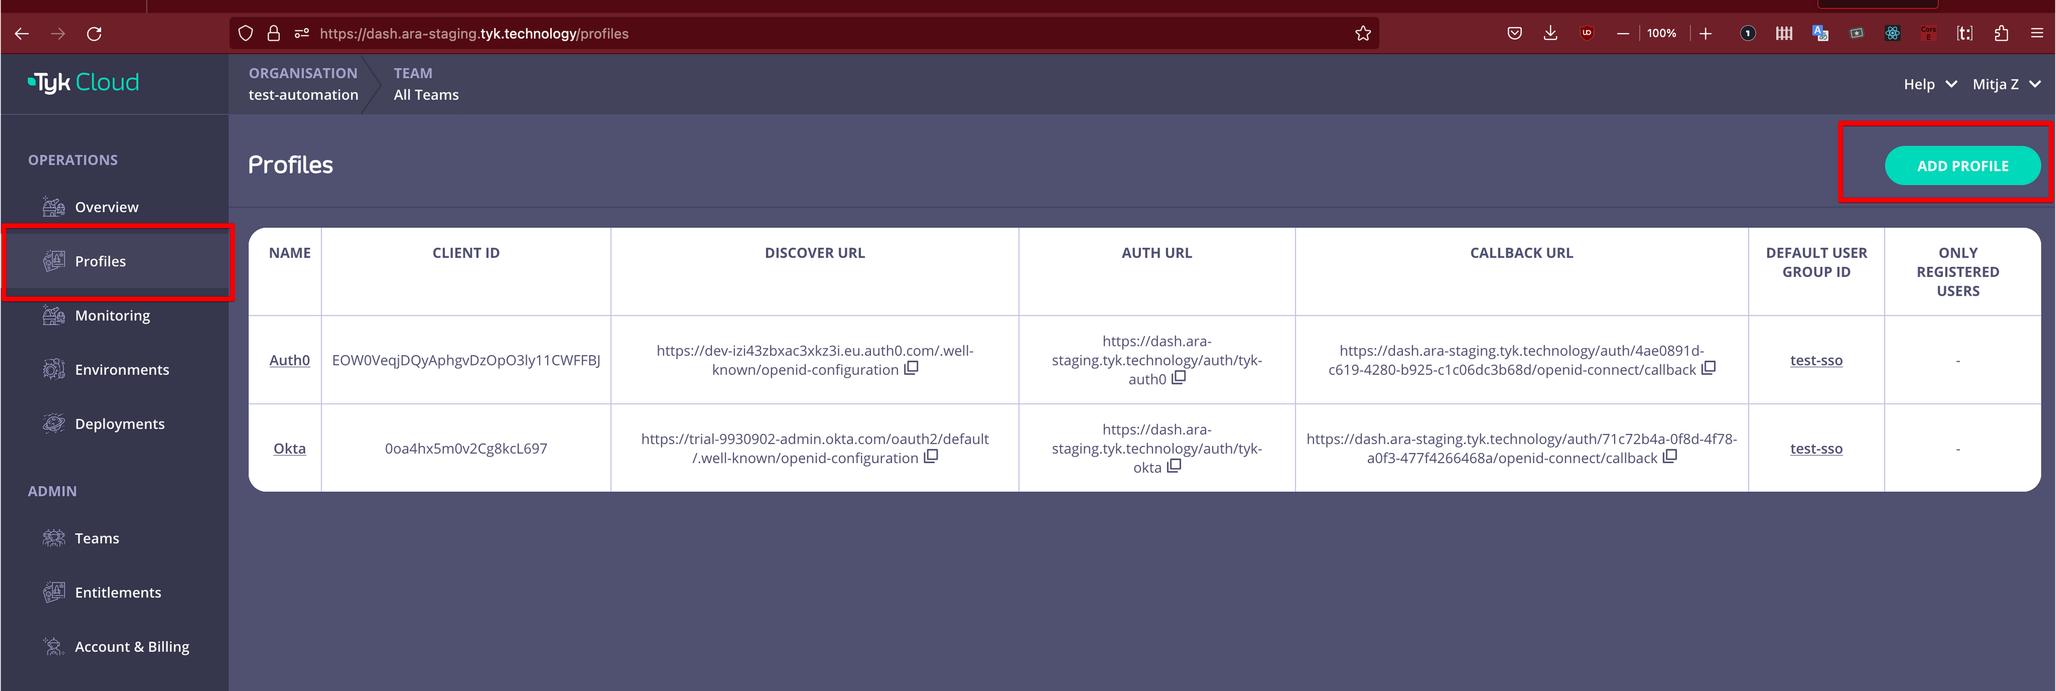 https://dash.ara-staging.tyk.technology/profiles
100%
Tyk Cloud
ORGANISATION
test-automation
TEAM
All Teams
Help
Mitja Z
OPERATIONS
Overview
Profiles
Monitoring
Environments
Deployments
ADMIN
Teams
Entitlements
Account & Billing
Profiles
ADD PROFILE
NAME
CLIENT ID
DISCOVER URL
AUTH URL
CALLBACK URL
DEFAULT USER
GROUP ID
ONLY
REGISTERED
USERS
Auth0
EOW0VeqjDQyAphgvDzOpO3ly11CWFFBJ
https://dev-izi43zbxac3xkz3i.eu.auth0.com/.well-
known/openid-configuration
https://dash.ara-
staging.tyk.technology/auth/tyk-
auth0
https://dash.ara-staging.tyk.technology/auth/4ae0891d-
c619-4280-b925-c1c06dc3b68d/openid-connect/callback
test-sso
-
Okta
0oa4hx5m0v2Cg8kcL697
https://trial-9930902-admin.okta.com/oauth2/default
/.well-known/openid-configuration
https://dash.ara-
staging.tyk.technology/auth/tyk-
okta
https://dash.ara-staging.tyk.technology/auth/71c72b4a-0f8d-4f78-
a0f3-477f4266468a/openid-connect/callback
test-sso
-